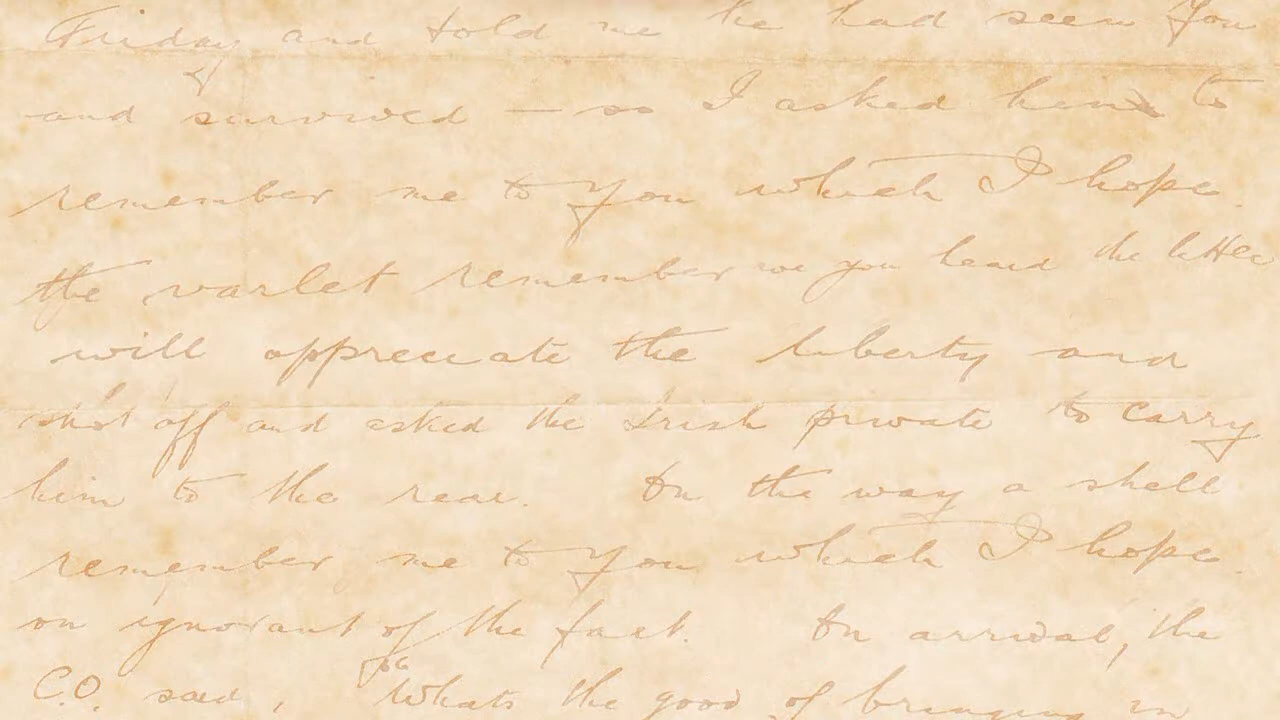 Friday and told me he had seen you
and survived — so I asked him to
remember me to you which I hope.
the varlet remember we you heard the letter
will appreciate the liberty and
shot off and asked the Irish private to carry
him to the rear. On the way a shell
remember me to you which I hope.
on ignorant of the fact. On arrival, the
C.O. said, "Whats the good of bringing in